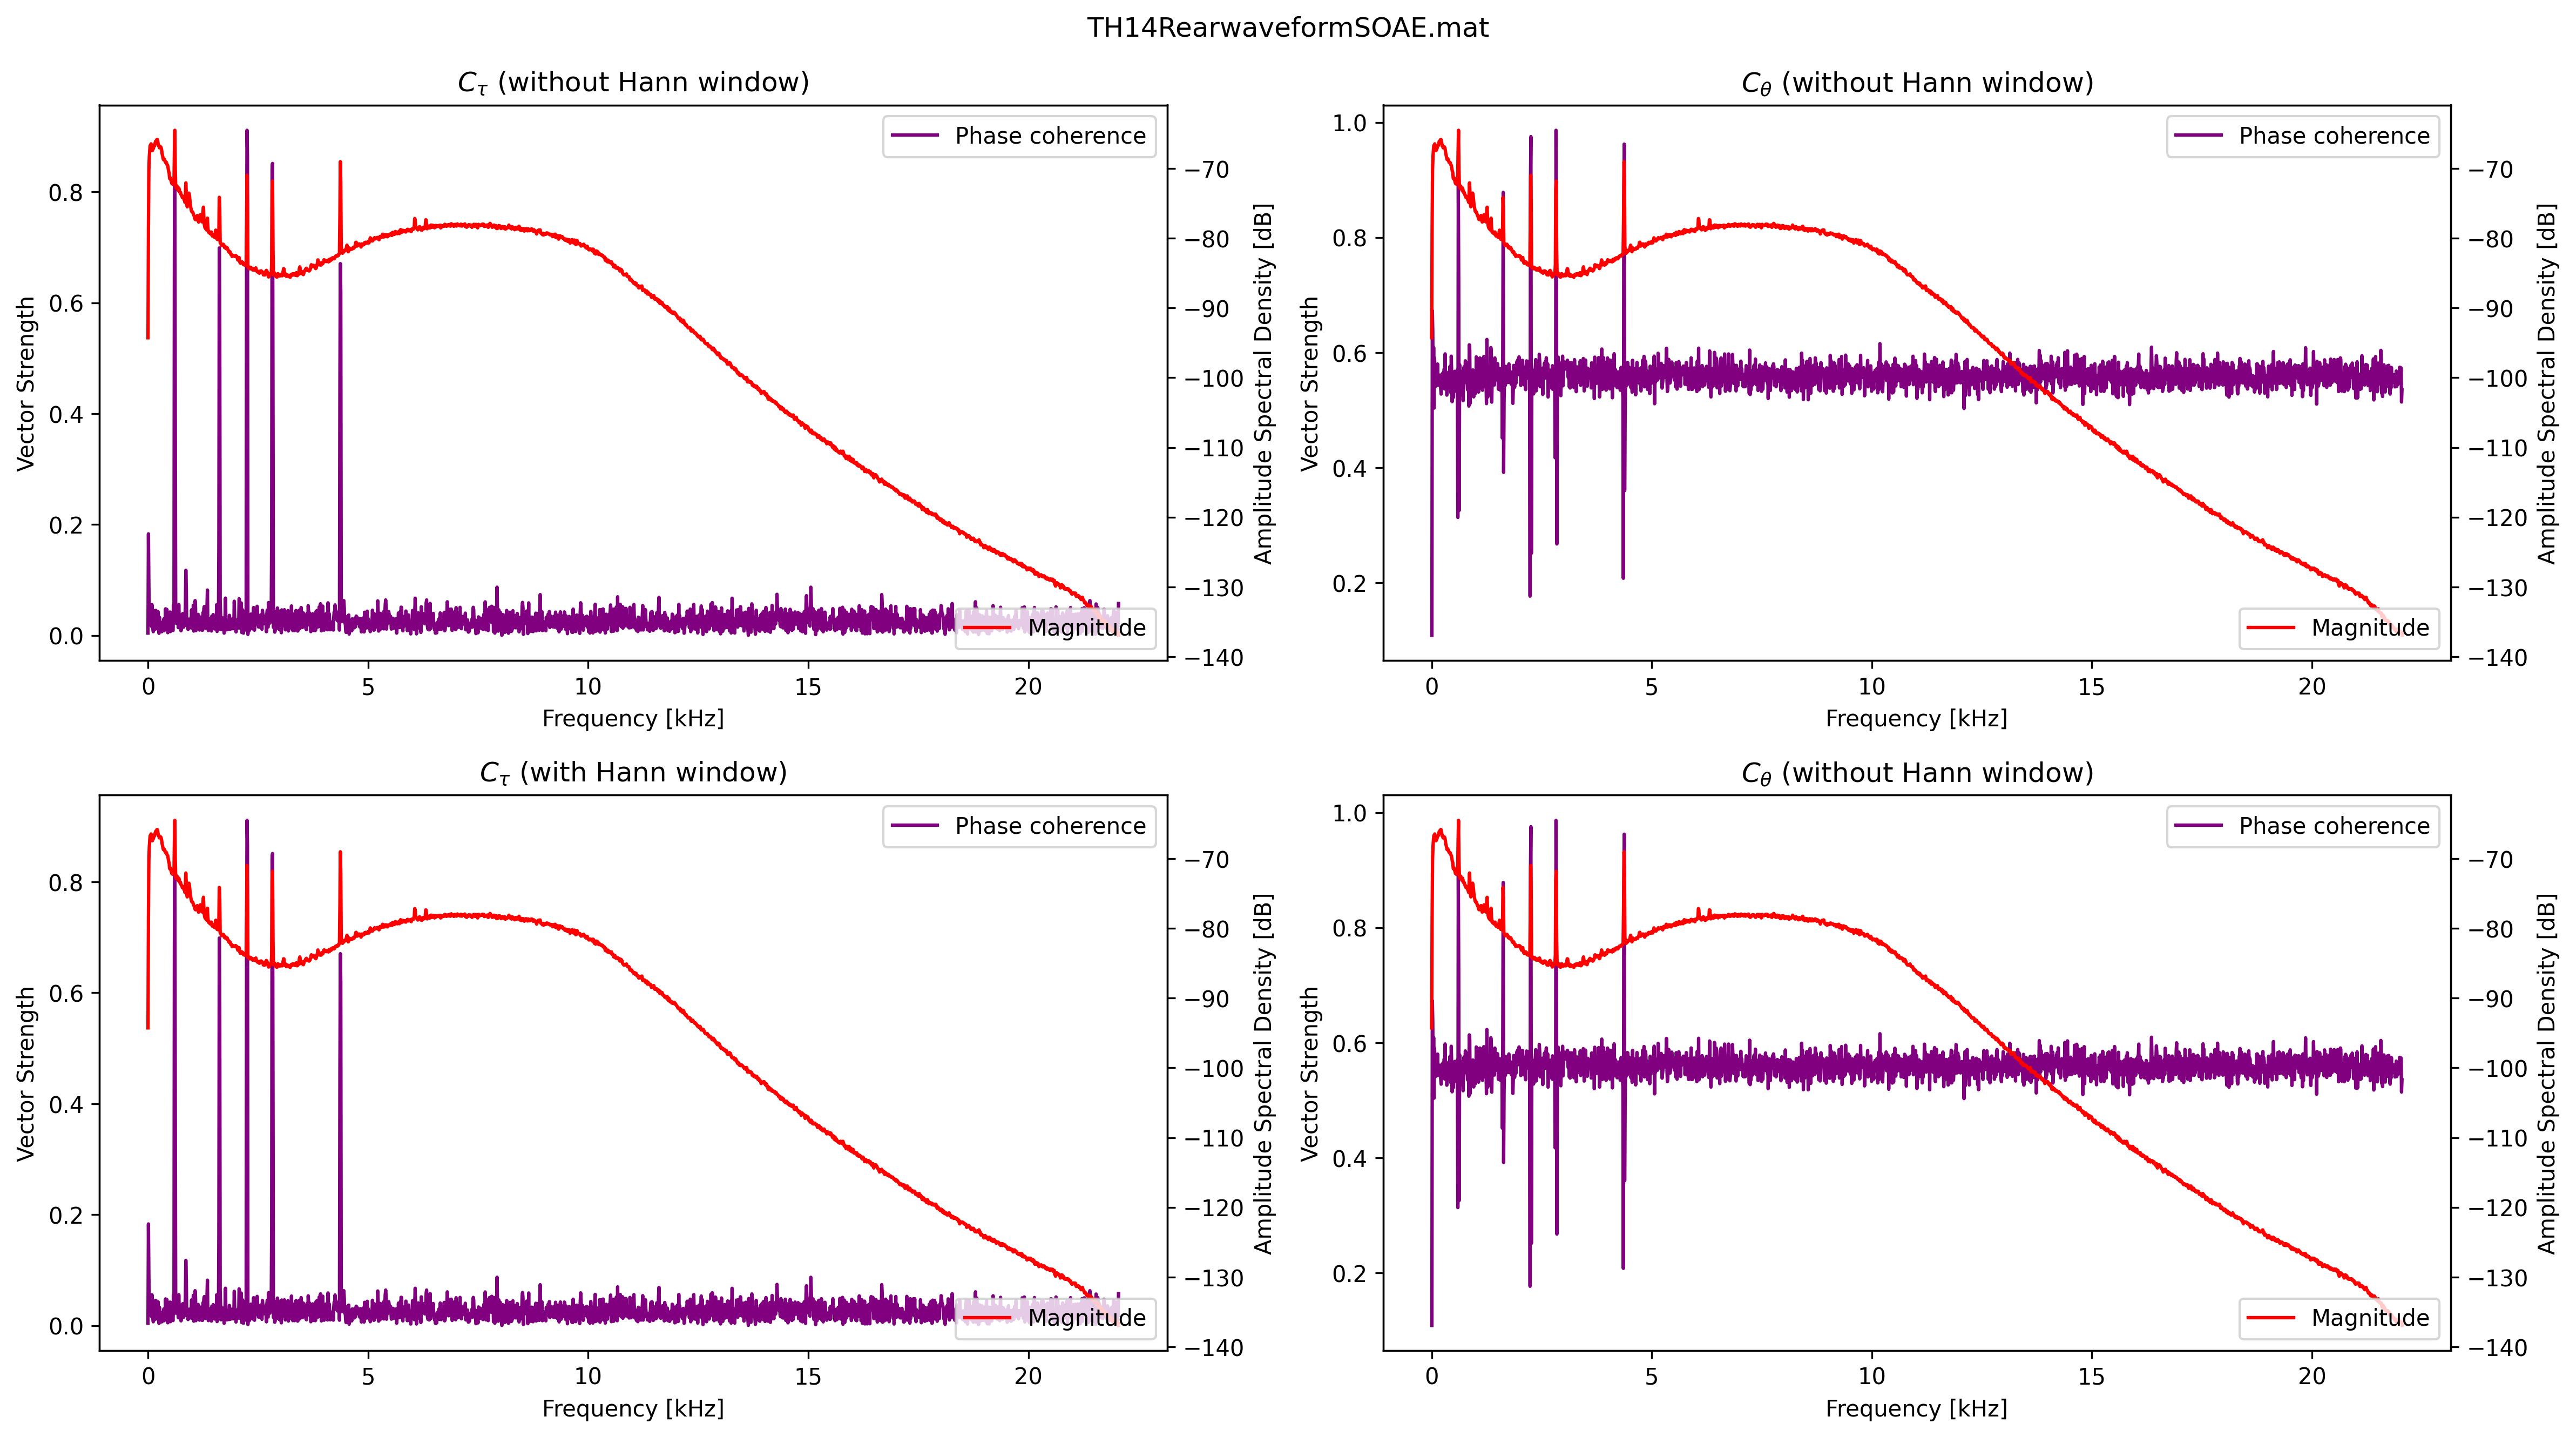 TH14RearwaveformSOAE.mat
C_τ (without Hann window)
Phase coherence
0.8
0.6
0.4
0.2
0.0
Vector Strength
−70
−80
−90
−100
−110
−120
−130
−140
Amplitude Spectral Density [dB]
Magnitude
0 5 10 15 20
Frequency [kHz]
C_θ (without Hann window)
Phase coherence
1.0
0.8
0.6
0.4
0.2
Vector Strength
−70
−80
−90
−100
−110
−120
−130
−140
Amplitude Spectral Density [dB]
Magnitude
0 5 10 15 20
Frequency [kHz]
C_τ (with Hann window)
Phase coherence
0.8
0.6
0.4
0.2
0.0
Vector Strength
−70
−80
−90
−100
−110
−120
−130
−140
Amplitude Spectral Density [dB]
Magnitude
0 5 10 15 20
Frequency [kHz]
C_θ (without Hann window)
Phase coherence
1.0
0.8
0.6
0.4
0.2
Vector Strength
−70
−80
−90
−100
−110
−120
−130
−140
Amplitude Spectral Density [dB]
Magnitude
0 5 10 15 20
Frequency [kHz]